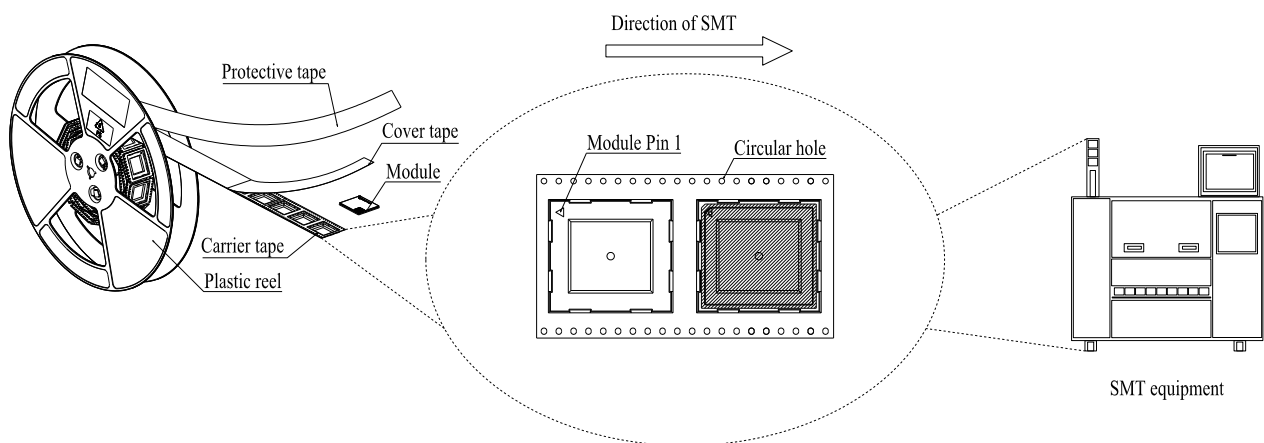 Direction of SMT
Protective tape
Cover tape
Module
Carrier tape
Plastic reel
Module Pin 1
Circular hole
SMT equipment